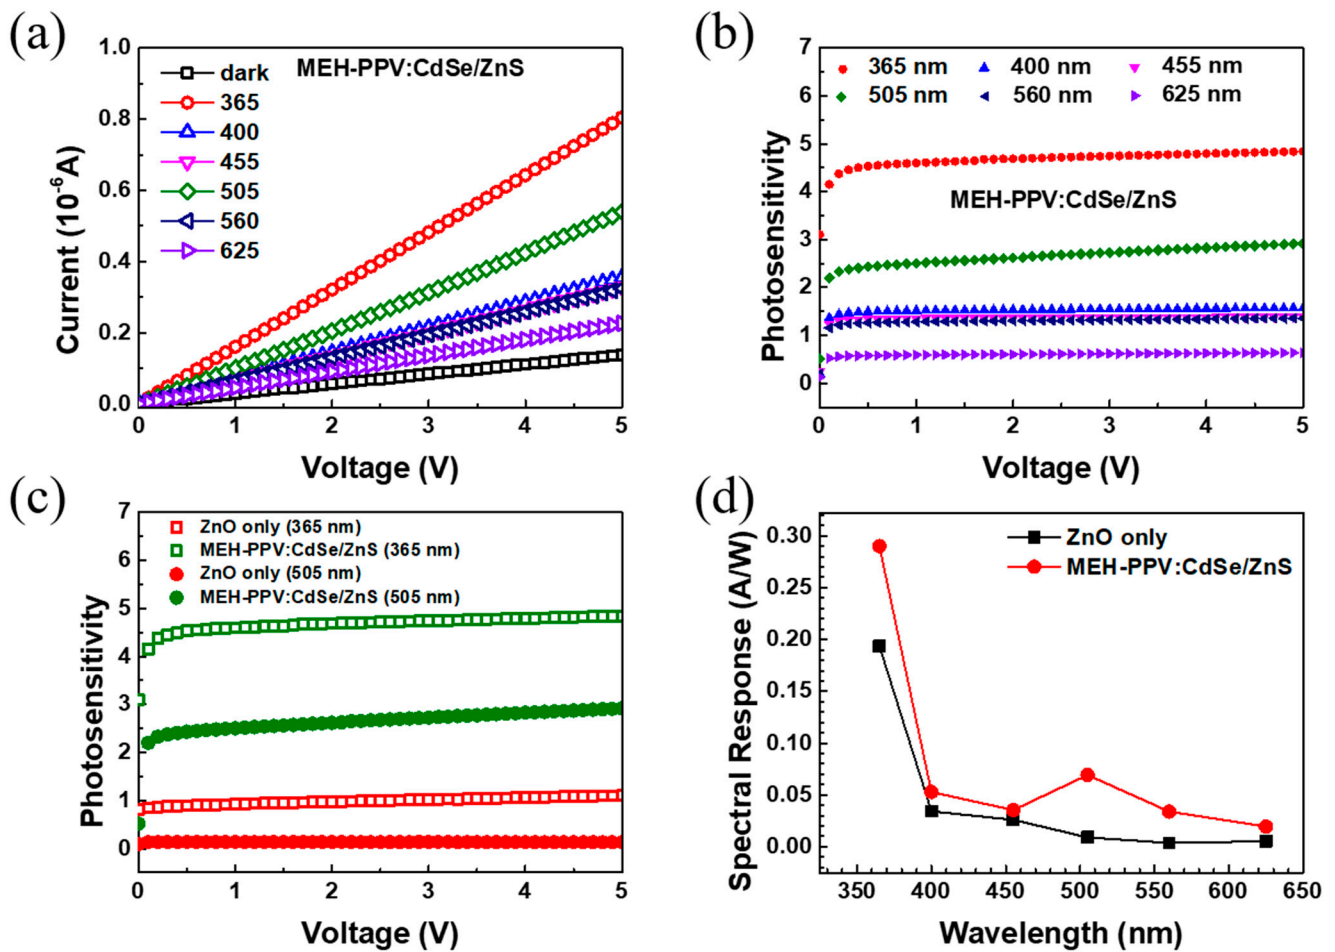 (a)
1.0
0.8
0.6
0.4
0.2
0.0
Current (10⁻⁶A)
MEH-PPV:CdSe/ZnS
dark
365
400
455
505
560
625
0 1 2 3 4 5
Voltage (V)
(b)
7
6
5
4
3
2
1
0
Photosensitivity
365 nm 400 nm 455 nm
505 nm 560 nm 625 nm
MEH-PPV:CdSe/ZnS
0 1 2 3 4 5
Voltage (V)
(c)
7
6
5
4
3
2
1
0
Photosensitivity
ZnO only (365 nm)
MEH-PPV:CdSe/ZnS (365 nm)
ZnO only (505 nm)
MEH-PPV:CdSe/ZnS (505 nm)
0 1 2 3 4 5
Voltage (V)
(d)
0.30
0.25
0.20
0.15
0.10
0.05
0.00
Spectral Response (A/W)
ZnO only
MEH-PPV:CdSe/ZnS
350 400 450 500 550 600 650
Wavelength (nm)